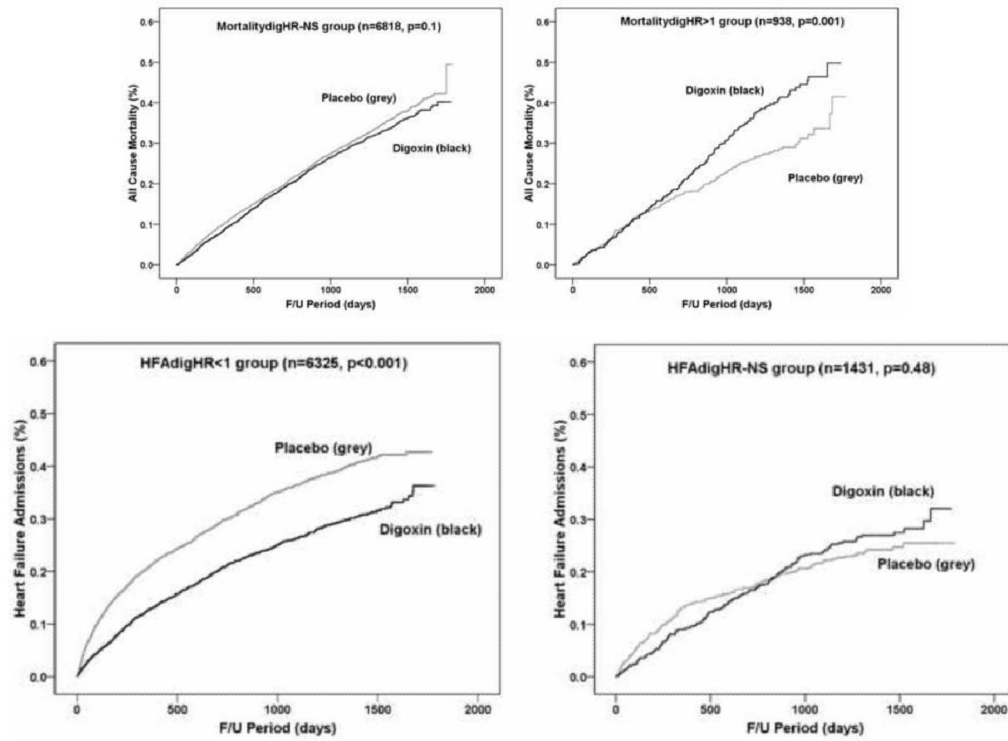 MortalitydigHR-NS group (n=6818, p=0.1)
All Cause Mortality (%)
0.6
0.5
0.4
0.3
0.2
0.1
0.0
Placebo (grey)
Digoxin (black)
0
500
1000
1500
2000
F/U Period (days)
MortalitydigHR>1 group (n=938, p=0.001)
All Cause Mortality (%)
0.6
0.5
0.4
0.3
0.2
0.1
0.0
Digoxin (black)
Placebo (grey)
0
500
1000
1500
2000
F/U Period (days)
HFAdigHR<1 group (n=6325, p<0.001)
Heart Failure Admissions (%)
0.6
0.5
0.4
0.3
0.2
0.1
0.0
Placebo (grey)
Digoxin (black)
0
500
1000
1500
2000
F/U Period (days)
HFAdigHR-NS group (n=1431, p=0.48)
Heart Failure Admissions (%)
0.6
0.5
0.4
0.3
0.2
0.1
0.0
Digoxin (black)
Placebo (grey)
0
500
1000
1500
2000
F/U Period (days)